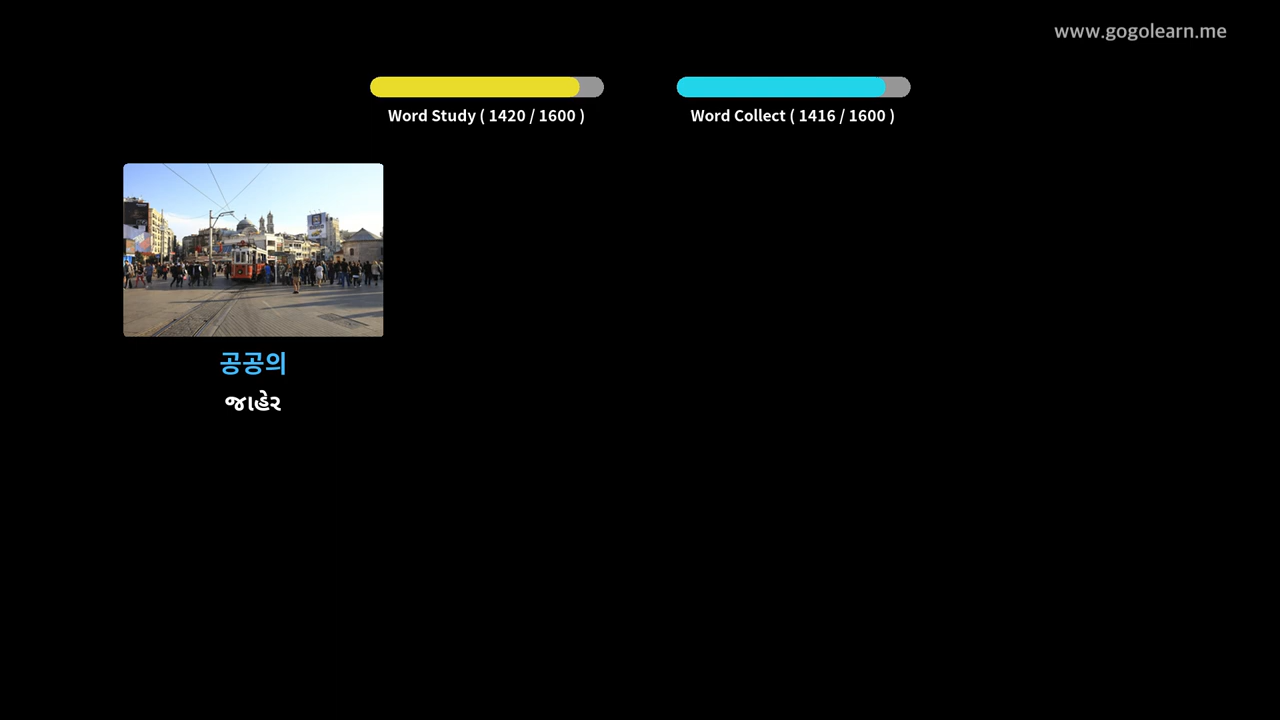 www.gogolearn.me
Word Study ( 1420 / 1600 )
Word Collect ( 1416 / 1600 )
공공의
જાહેર